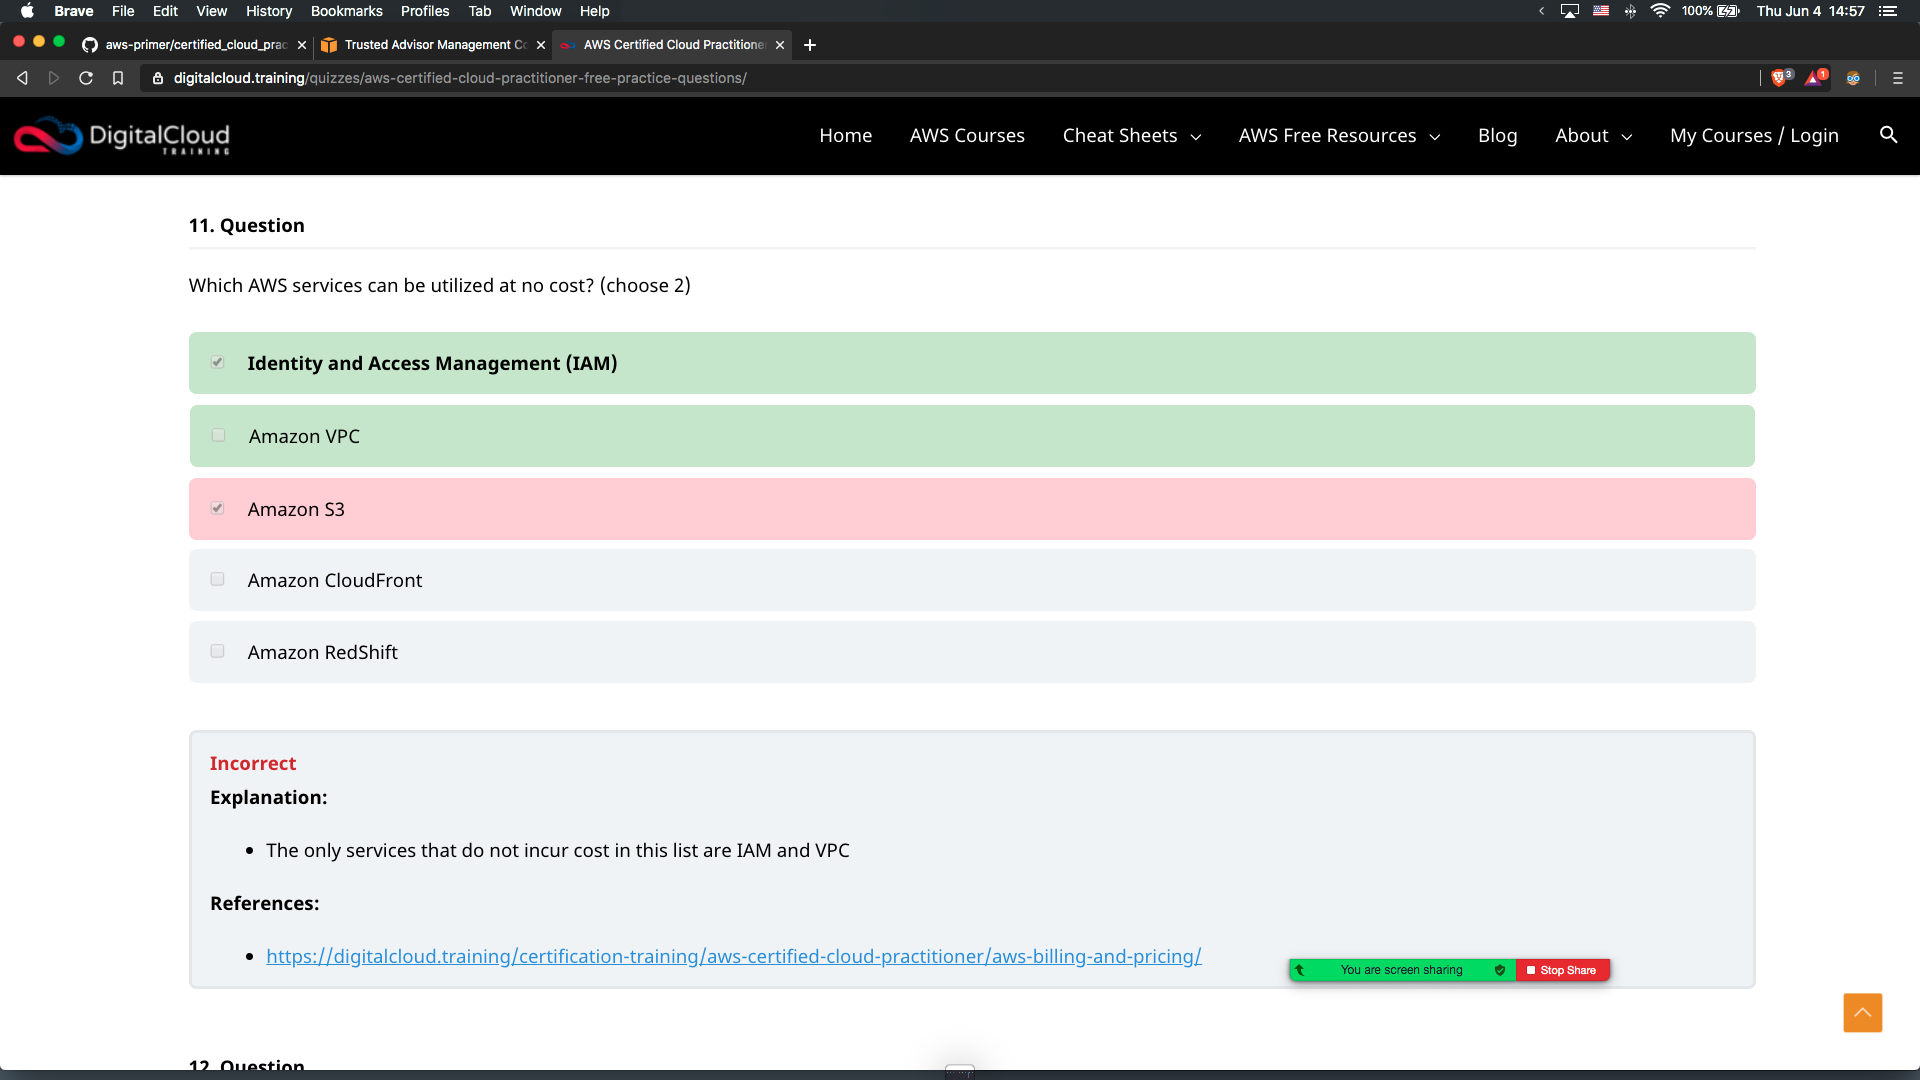 Brave File Edit View History Bookmarks Profiles Tab Window Help 100% Thu Jun 4 14:57
aws-primer/certified_cloud_prac Trusted Advisor Management Co AWS Certified Cloud Practitione
digitalcloud.training/quizzes/aws-certified-cloud-practitioner-free-practice-questions/ 3 1
DigitalCloud
TRAINING
Home AWS Courses Cheat Sheets AWS Free Resources Blog About My Courses / Login
11. Question
Which AWS services can be utilized at no cost? (choose 2)
Identity and Access Management (IAM)
Amazon VPC
Amazon S3
Amazon CloudFront
Amazon RedShift
Incorrect
Explanation:
The only services that do not incur cost in this list are IAM and VPC
References:
https://digitalcloud.training/certification-training/aws-certified-cloud-practitioner/aws-billing-and-pricing/
You are screen sharing Stop Share
12. Question